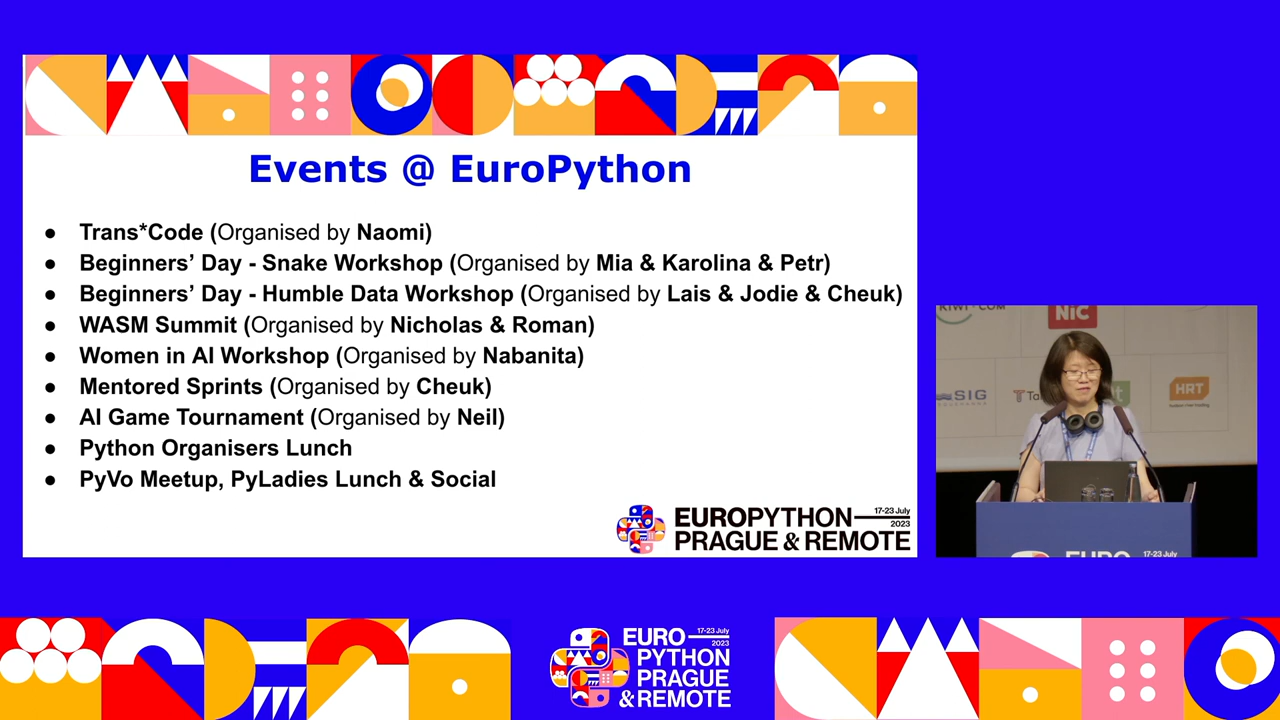 Events @ EuroPython
● Trans*Code (Organised by Naomi)
● Beginners’ Day - Snake Workshop (Organised by Mia & Karolina & Petr)
● Beginners’ Day - Humble Data Workshop (Organised by Lais & Jodie & Cheuk)
● WASM Summit (Organised by Nicholas & Roman)
● Women in AI Workshop (Organised by Nabanita)
● Mentored Sprints (Organised by Cheuk)
● AI Game Tournament (Organised by Neil)
● Python Organisers Lunch
● PyVo Meetup, PyLadies Lunch & Social
EUROPYTHON 17-23 July 2023
PRAGUE & REMOTE
KIWI.COM
NIC
SIG
HRT
EURO
17-23 July
EURO 17-23 July 2023
PYTHON
PRAGUE
& REMOTE